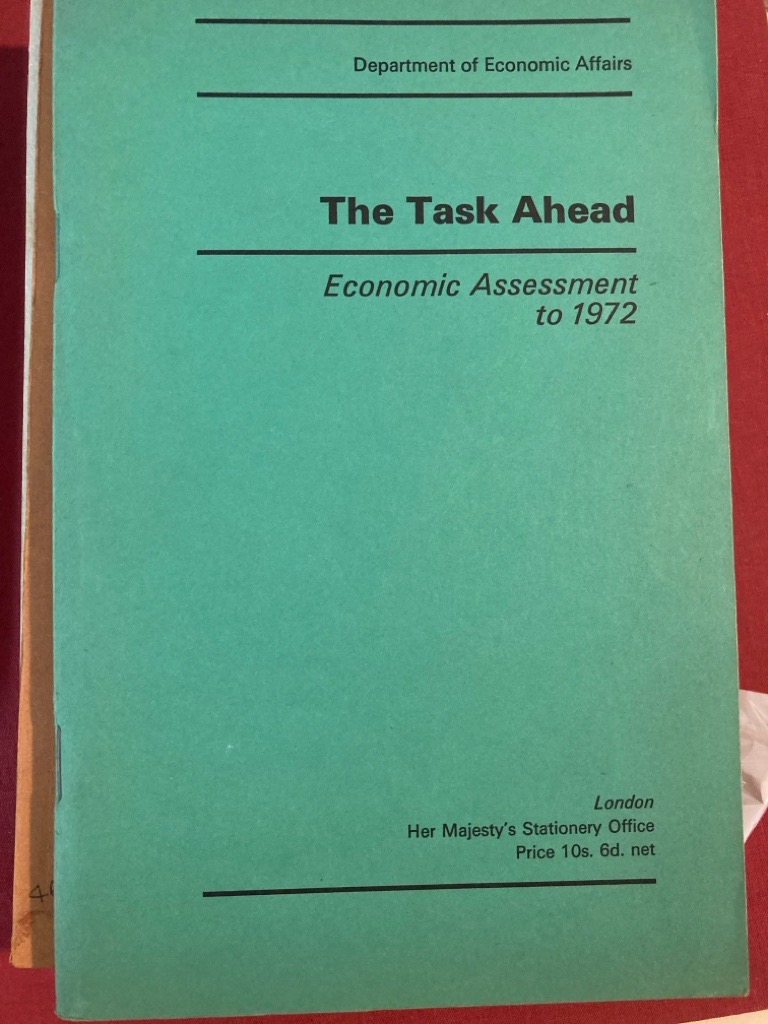 Department of Economic Affairs
The Task Ahead
Economic Assessment
to 1972
London
Her Majesty's Stationery Office
Price 10s. 6d. net